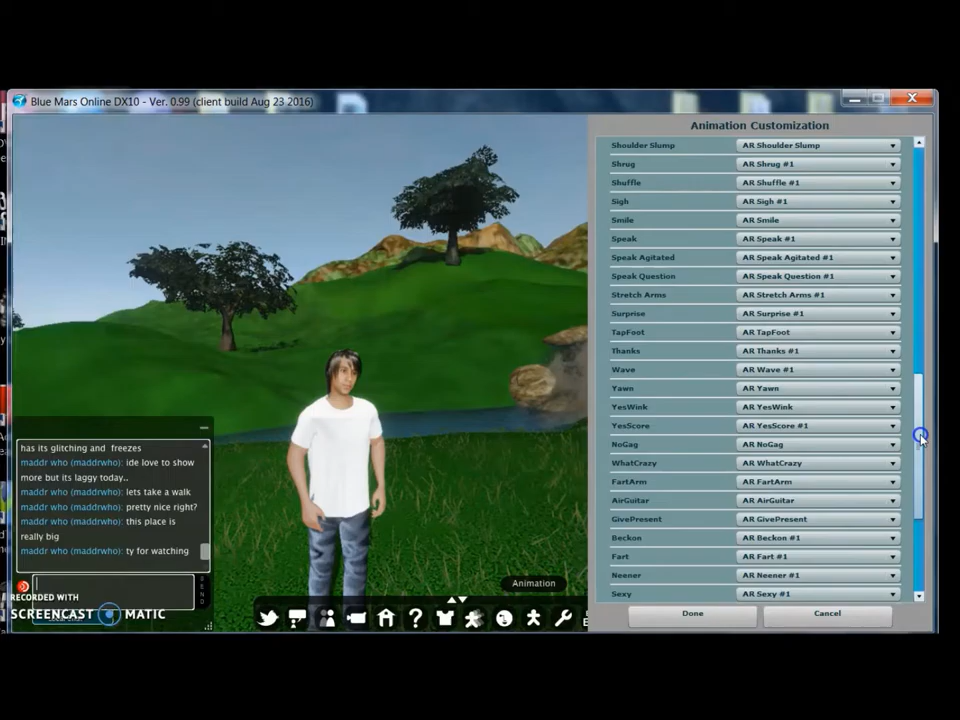 Blue Mars Online DX10 - Ver. 0.99 (client build Aug 23 2016)
Animation Customization
Shoulder Slump AR Shoulder Slump
Shrug AR Shrug #1
Shuffle AR Shuffle #1
Sigh AR Sigh #1
Smile AR Smile
Speak AR Speak #1
Speak Agitated AR Speak Agitated #1
Speak Question AR Speak Question #1
Stretch Arms AR Stretch Arms #1
Surprise AR Surprise #1
TapFoot AR TapFoot
Thanks AR Thanks #1
Wave AR Wave #1
Yawn AR Yawn
YesWink AR YesWink
YesScore AR YesScore #1
NoGag AR NoGag
WhatCrazy AR WhatCrazy
FartArm AR FartArm
AirGuitar AR AirGuitar
GivePresent AR GivePresent
Beckon AR Beckon #1
Fart AR Fart #1
Neener AR Neener #1
Sexy AR Sexy #1
Done Cancel
has its glitching and freezes
maddr who (maddrwho): ide love to show
more but its laggy today..
maddr who (maddrwho): lets take a walk
maddr who (maddrwho): pretty nice right?
maddr who (maddrwho): this place is
really big
maddr who (maddrwho): ty for watching
SEND
Animation
RECORDED WITH
SCREENCAST MATIC